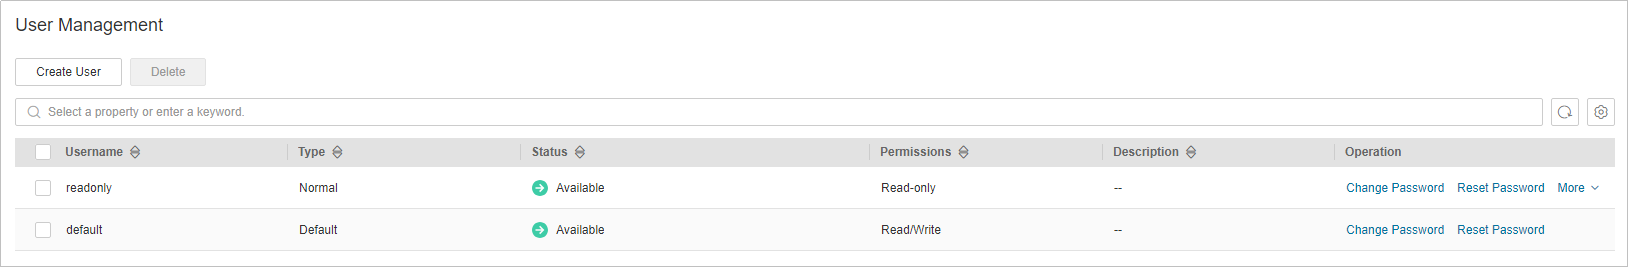 User Management
Create User Delete
Select a property or enter a keyword.
Username Type Status Permissions Description Operation
readonly Normal Available Read-only -- Change Password Reset Password More
default Default Available Read/Write -- Change Password Reset Password